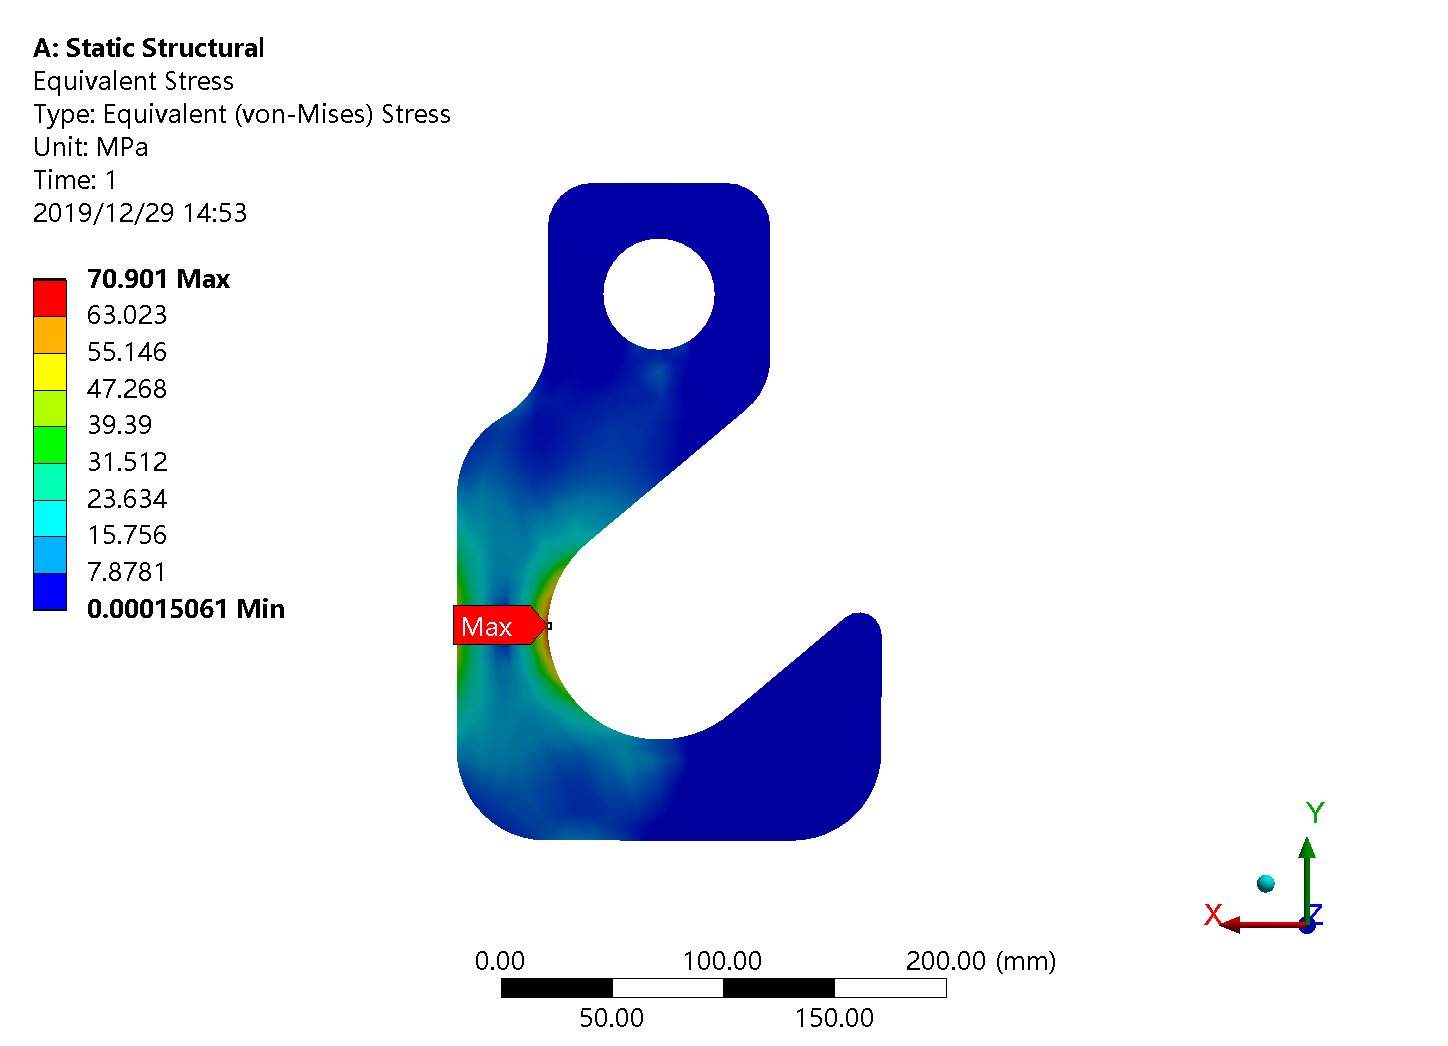 A: Static Structural
Equivalent Stress
Type: Equivalent (von-Mises) Stress
Unit: MPa
Time: 1
2019/12/29 14:53
70.901 Max
63.023
55.146
47.268
39.39
31.512
23.634
15.756
7.8781
0.00015061 Min
Max
Y
X
Z
0.00 100.00 200.00 (mm)
50.00 150.00